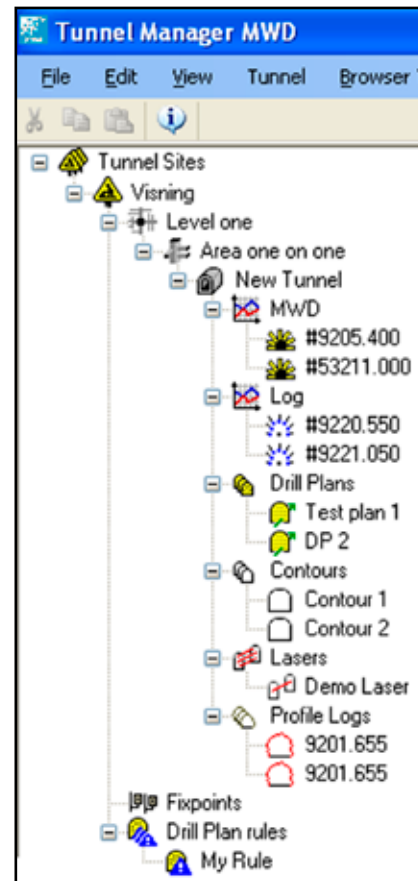 Tunnel Manager MWD
File Edit View Tunnel Browser
Tunnel Sites
Visning
Level one
Area one on one
New Tunnel
MWD
#9205.400
#53211.000
Log
#9220.550
#9221.050
Drill Plans
Test plan 1
DP 2
Contours
Contour 1
Contour 2
Lasers
Demo Laser
Profile Logs
9201.655
9201.655
Fixpoints
Drill Plan rules
My Rule